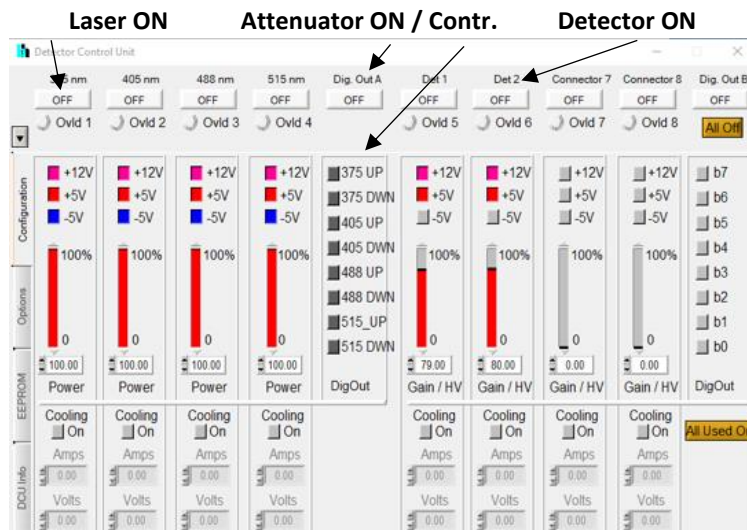 Laser ON Attenuator ON / Contr. Detector ON
Detector Control Unit
nm 405 nm 488 nm 515 nm Dig. Out A Det 1 Det 2 Connector 7 Connector 8 Dig. Out B
OFF OFF OFF OFF OFF OFF OFF OFF OFF OFF
Ovld 1 Ovld 2 Ovld 3 Ovld 4 Ovld 5 Ovld 6 Ovld 7 Ovld 8 All Off
+12V +12V +12V +12V 375 UP +12V +12V +12V +12V b7
+5V +5V +5V +5V 375 DWN +5V +5V +5V +5V b6
-5V -5V -5V -5V 405 UP -5V -5V -5V -5V b5
100% 100% 100% 100% 405 DWN 100% 100% 100% 100% b4
488 UP b3
488 DWN b2
515_UP b1
0 0 0 0 515 DWN 0 0 0 0 b0
100.00 100.00 100.00 100.00 79.00 80.00 0.00 0.00
Power Power Power Power DigOut Gain / HV Gain / HV Gain / HV Gain / HV DigOut
Cooling Cooling Cooling Cooling Cooling Cooling Cooling Cooling
On On On On On On On On All Used On
Amps Amps Amps Amps Amps Amps Amps Amps
0.00 0.00 0.00 0.00 0.00 0.00 0.00 0.00
Volts Volts Volts Volts Volts Volts Volts Volts
0.00 0.00 0.00 0.00 0.00 0.00 0.00 0.00
Configuration
Options
EEPROM
DCU Info